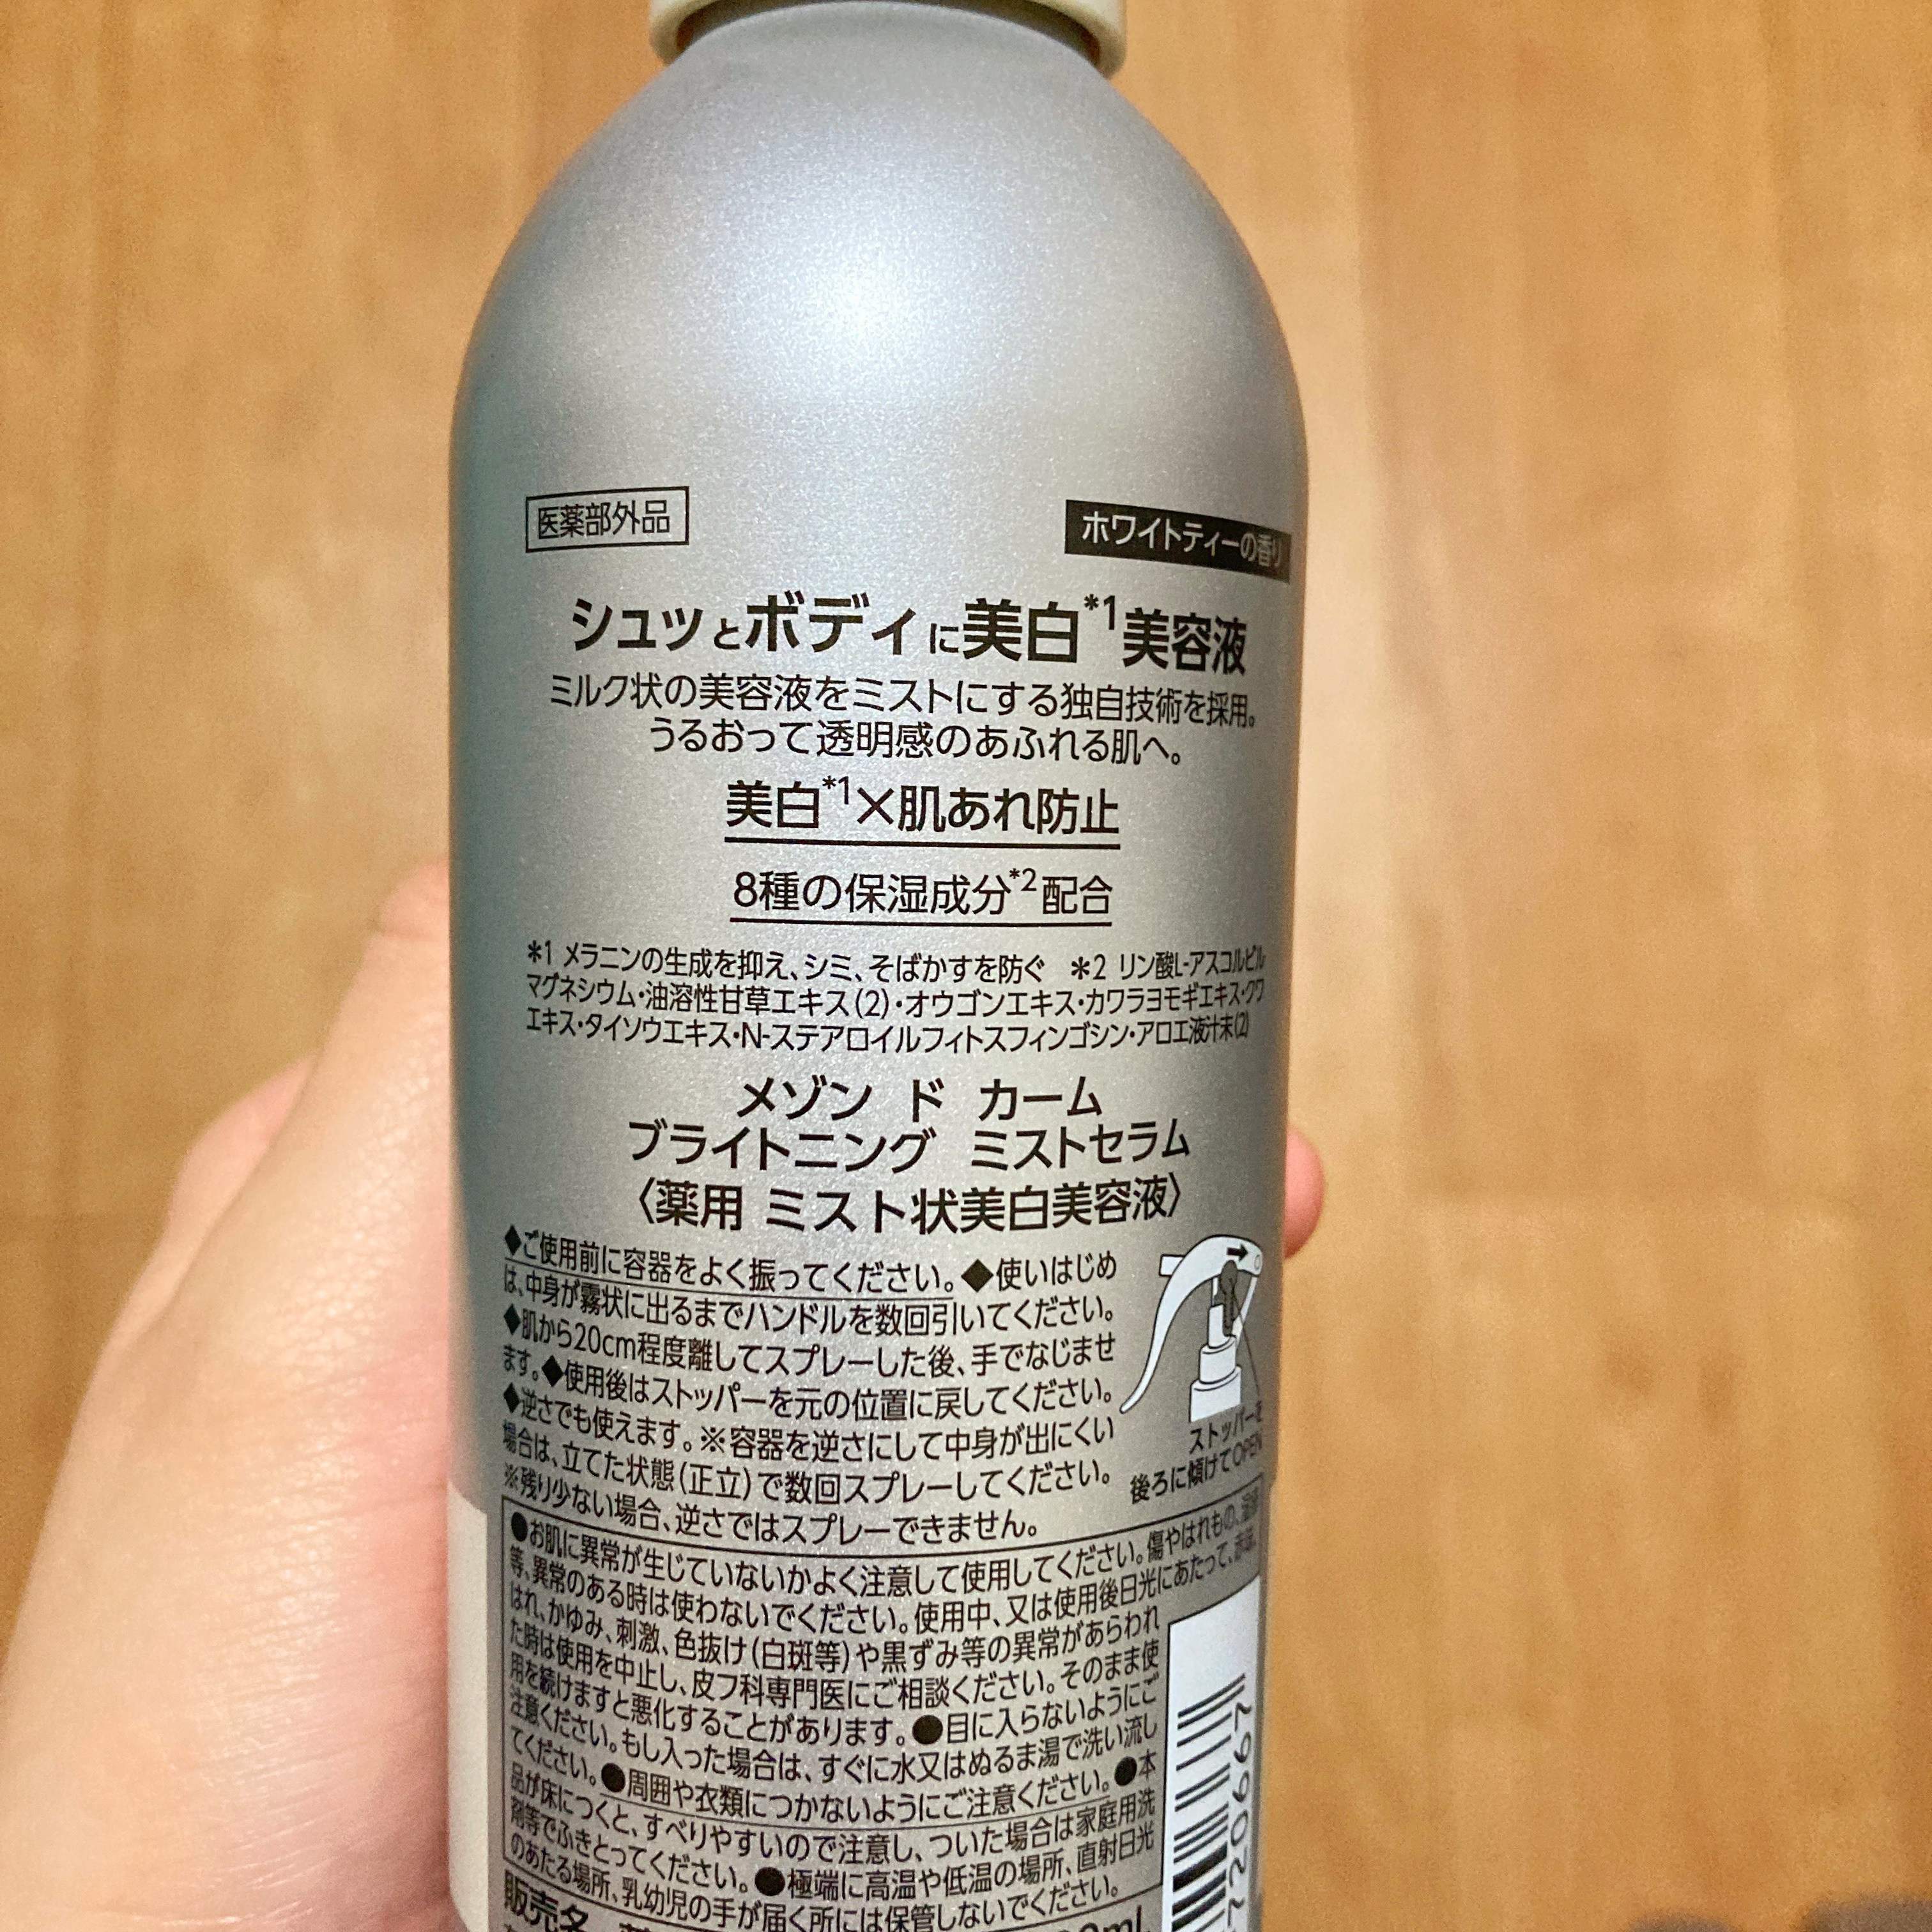 医薬部外品
ホワイトティーの香り
シュッとボディに美白*1美容液
ミルク状の美容液をミストにする独自技術を採用。
うるおって透明感のあふれる肌へ。
美白*1×肌あれ防止
8種の保湿成分*2配合
*1 メラニンの生成を抑え、シミ、そばかすを防ぐ *2 リン酸L-アスコルビル
マグネシウム・油溶性甘草エキス(2)・オウゴンエキス・カワラヨモギエキス・クワ
エキス・タイソウエキス・N-ステアロイルフィトスフィンゴシン・アロエ液汁末(2)
メゾン ド カーム
ブライトニング ミストセラム
〈薬用 ミスト状美白美容液〉
◆ご使用前に容器をよく振ってください。◆使いはじめ
は、中身が霧状に出るまでハンドルを数回引いてください。
◆肌から20cm程度離してスプレーした後、手でなじませ
ます。◆使用後はストッパーを元の位置に戻してください。
◆逆さでも使えます。※容器を逆さにして中身が出にくい
場合は、立てた状態(正立)で数回スプレーしてください。
※残り少ない場合、逆さではスプレーできません。
ストッパーを
後ろに傾けてOPEN
●お肌に異常が生じていないかよく注意して使用してください。傷やはれもの、湿疹
等、異常のある時は使わないでください。使用中、又は使用後日光にあたって、赤味、
はれ、かゆみ、刺激、色抜け(白斑等)や黒ずみ等の異常があらわれ
た時は使用を中止し、皮フ科専門医にご相談ください。そのまま使
用を続けますと悪化することがあります。●目に入らないようにご
注意ください。もし入った場合は、すぐに水又はぬるま湯で洗い流し
てください。●周囲や衣類につかないようにご注意ください。●本
品が床につくと、すべりやすいので注意し、ついた場合は家庭用洗
剤等でふきとってください。●極端に高温や低温の場所、直射日光
のあたる場所、乳幼児の手が届く所には保管しないでください。
販売名